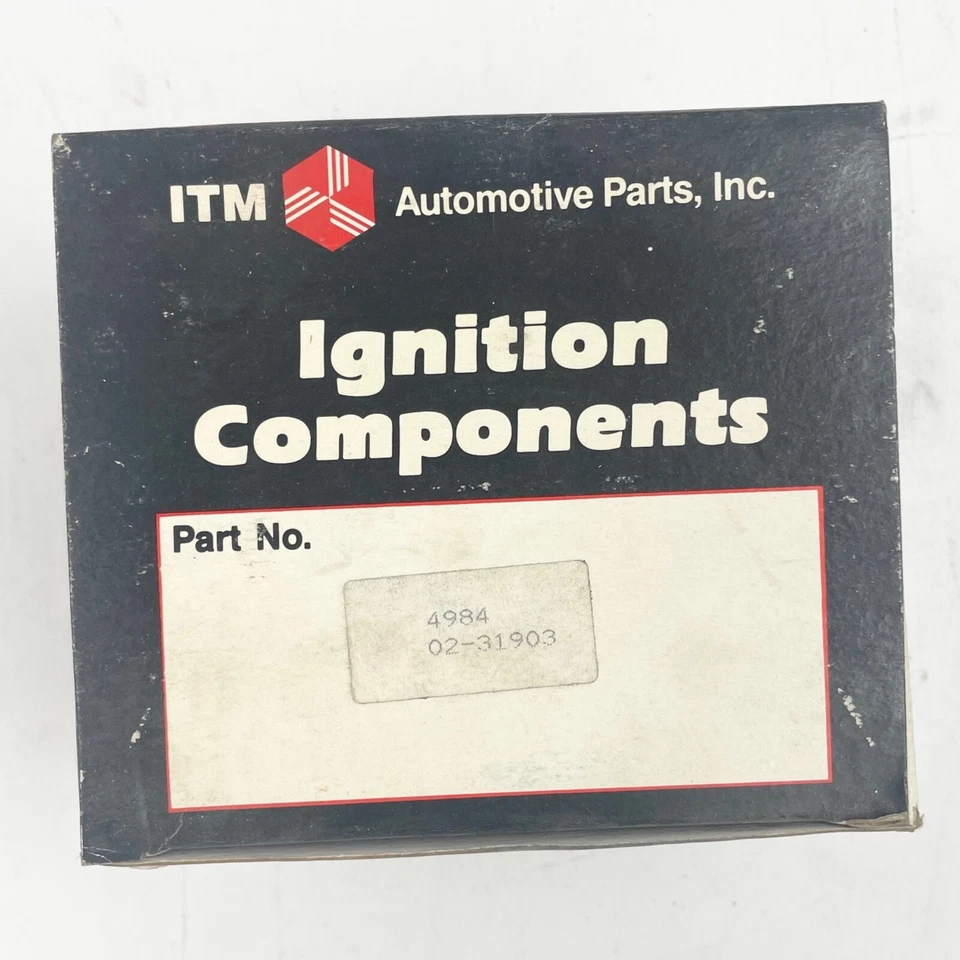 ITM Automotive Parts, Inc.
Ignition
Components
Part No.
4984
02-31903